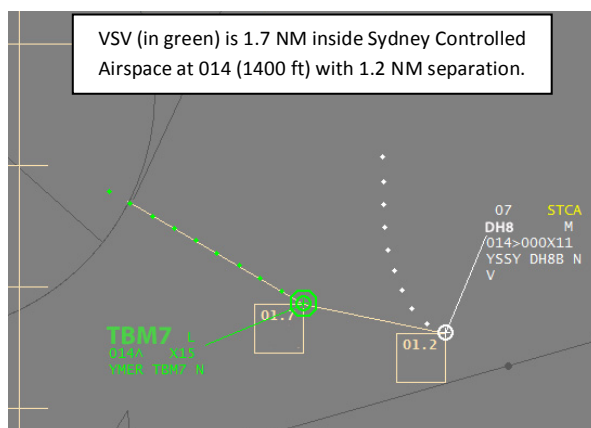 VSV (in green) is 1.7 NM inside Sydney Controlled
Airspace at 014 (1400 ft) with 1.2 NM separation.
07 STCA
DH8 M
014>000X11
YSSY DH8B N
V
01.7
TBM7 L
014^ X15
YMER TBM7 N
01.2